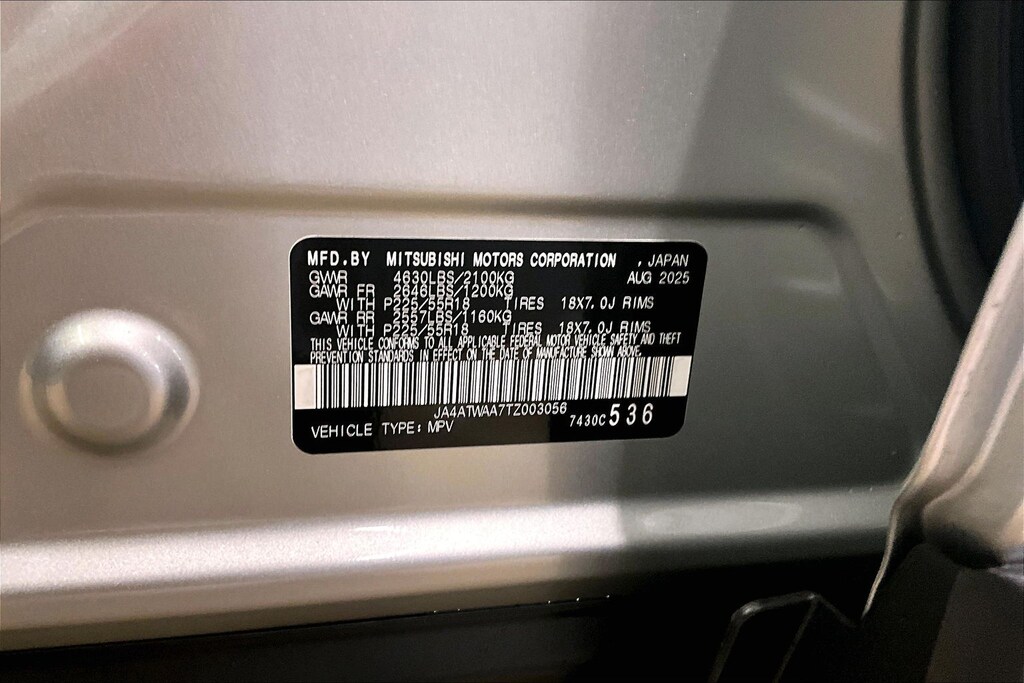 MFD.BY MITSUBISHI MOTORS CORPORATION , JAPAN
GVWR 4630LBS/2100KG AUG 2025
GAWR FR 2646LBS/1200KG
WITH P225/55R18 TIRES 18X7.0J RIMS
GAWR RR 2557LBS/1160KG
WITH P225/55R18 TIRES 18X7.0J RIMS
THIS VEHICLE CONFORMS TO ALL APPLICABLE FEDERAL MOTOR VEHICLE SAFETY AND THEFT
PREVENTION STANDARDS IN EFFECT ON THE DATE OF MANUFACTURE SHOWN ABOVE.
JA4ATWAA7TZ003056
VEHICLE TYPE: MPV 7430C 536